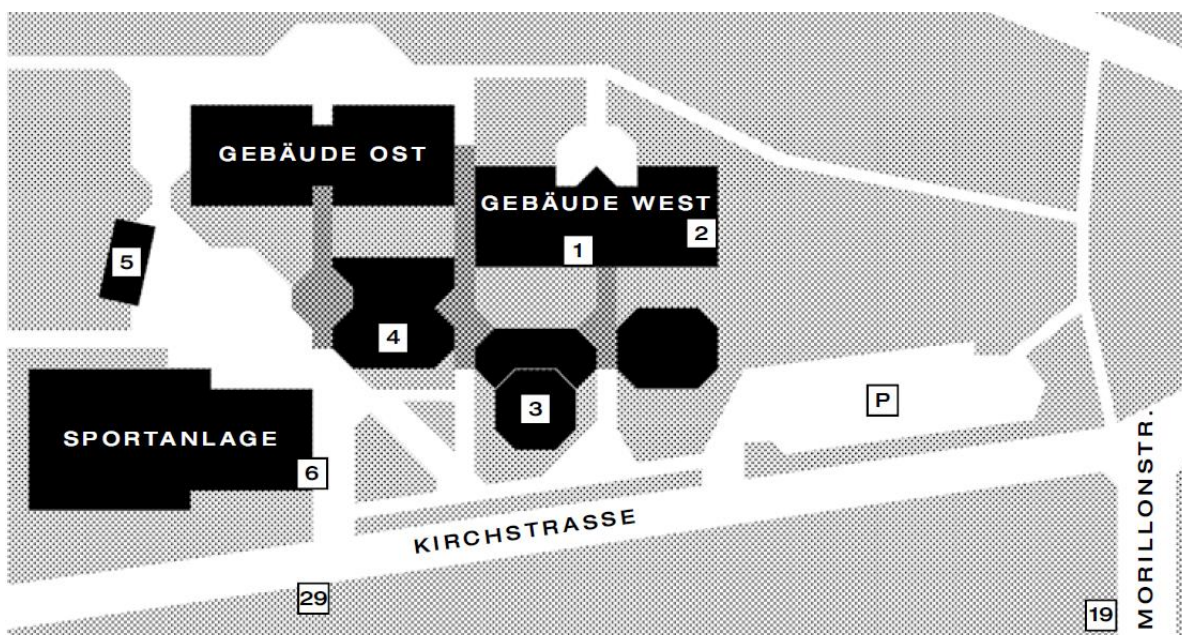 GEBÄUDE OST
GEBÄUDE WEST
2
1
5
4
P
3
SPORTANLAGE
6
KIRCHSTRASSE
MORILLONSTR.
29
19